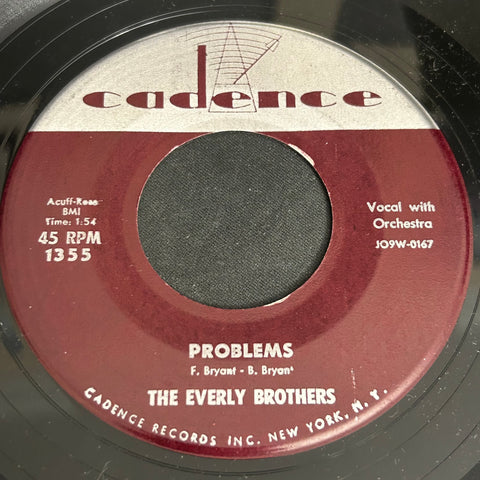 cadence
Acuff-Rose
BMI
Time: 1:54
45 RPM
1355
Vocal with
Orchestra
JO9W-0167
PROBLEMS
F. Bryant - B. Bryant
THE EVERLY BROTHERS
CADENCE RECORDS INC. NEW YORK, N. Y.